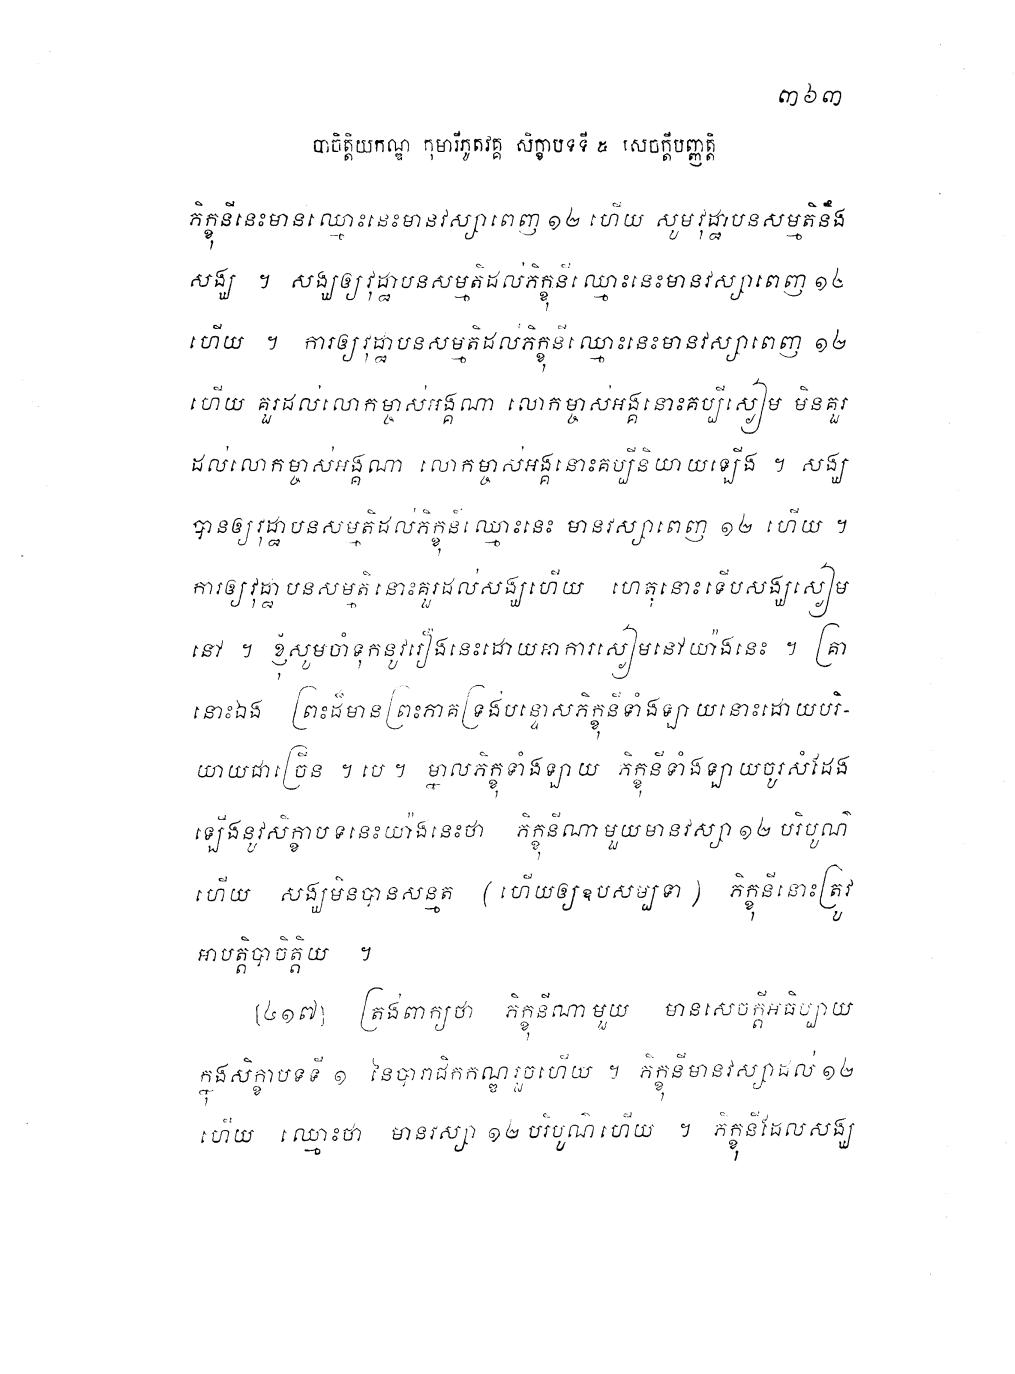 ៣៦៣
បាចិត្តិយកណ្ឌ កុមារីភូតវគ្គ សិក្ខាបទទី ៥ សេចក្តីបញ្ញត្តិ
ភិក្ខុនីនេះមានឈ្មោះនេះមានវស្សាពេញ ១២ ហើយ សូមវុដ្ឋាបនសម្មតិនឹង
សង្ឃ ។ សង្ឃឲ្យវុដ្ឋាបនសម្មតិដល់ភិក្ខុនីឈ្មោះនេះមានវស្សាពេញ ១២
ហើយ ។ ការឲ្យវុដ្ឋាបនសម្មតិដល់ភិក្ខុនីឈ្មោះនេះមានវស្សាពេញ ១២
ហើយ គួរដល់លោកម្ចាស់អង្គណា លោកម្ចាស់អង្គនោះគប្បីស្ងៀម មិនគួរ
ដល់លោកម្ចាស់អង្គណា លោកម្ចាស់អង្គនោះគប្បីនិយាយឡើង ។ សង្ឃ
បានឲ្យវុដ្ឋាបនសម្មតិដល់ភិក្ខុនីឈ្មោះនេះ មានវស្សាពេញ ១២ ហើយ ។
ការឲ្យវុដ្ឋាបនសម្មតិនោះគួរដល់សង្ឃហើយ ហេតុនោះទើបសង្ឃស្ងៀម
នៅ ។ ខ្ញុំសូមចាំទុកនូវរឿងនេះដោយអាការស្ងៀមនៅយ៉ាងនេះ ។ គ្រា
នោះឯង ព្រះដ៏មានព្រះភាគទ្រង់បន្ទោសភិក្ខុនីទាំងឡាយនោះដោយបរិ-
យាយជាច្រើន ។ បេ ។ ម្នាលភិក្ខុទាំងឡាយ ភិក្ខុនីទាំងឡាយចូរសំដែង
ឡើងនូវសិក្ខាបទនេះយ៉ាងនេះថា ភិក្ខុនីណាមួយមានវស្សា ១២ បរិបូណ៌
ហើយ សង្ឃមិនបានសន្មត (ហើយឲ្យឧបសម្បទា) ភិក្ខុនីនោះត្រូវ
អាបត្តិបាចិត្តិយ ។
[៤១៧] ត្រង់ពាក្យថា ភិក្ខុនីណាមួយ មានសេចក្តីអធិប្បាយ
ក្នុងសិក្ខាបទទី ១ នៃបារាជិកកណ្ឌរួចហើយ ។ ភិក្ខុនីមានវស្សាដល់ ១២
ហើយ ឈ្មោះថា មានវស្សា ១២ បរិបូណ៌ហើយ ។ ភិក្ខុនីដែលសង្ឃ